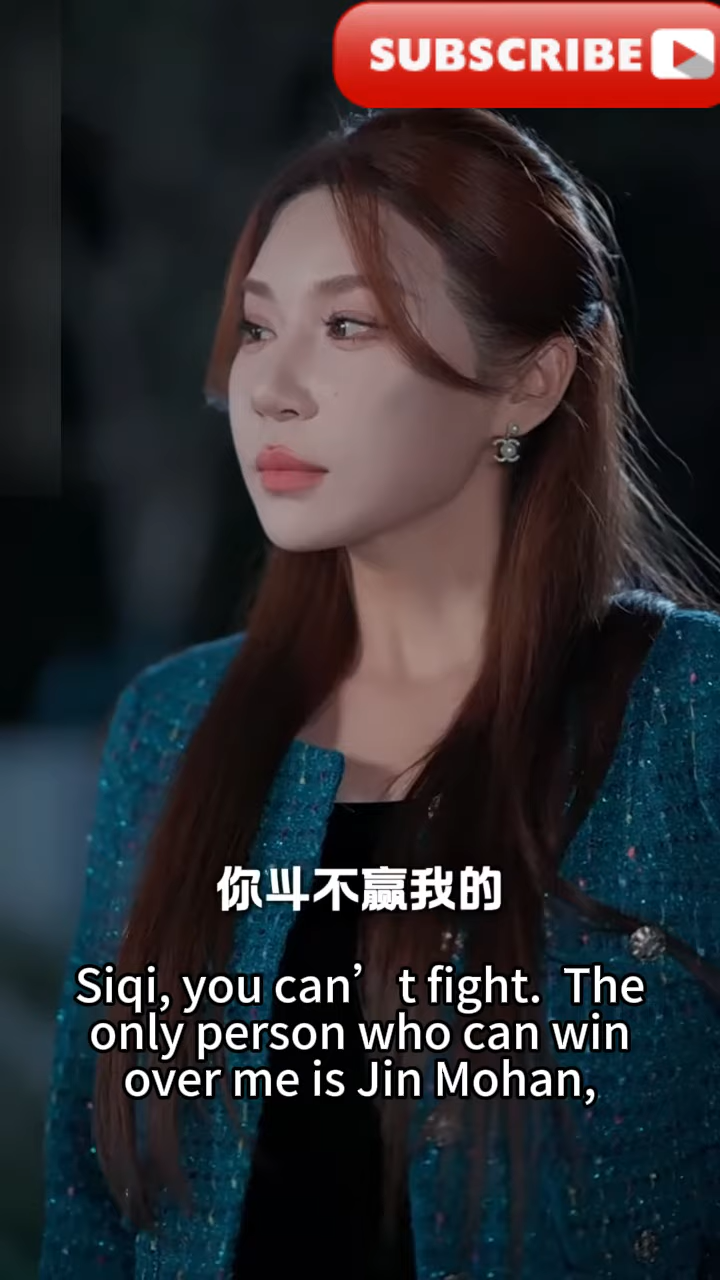 SUBSCRIBE
你斗不赢我的
Siqi, you can’t fight. The
only person who can win
over me is Jin Mohan,